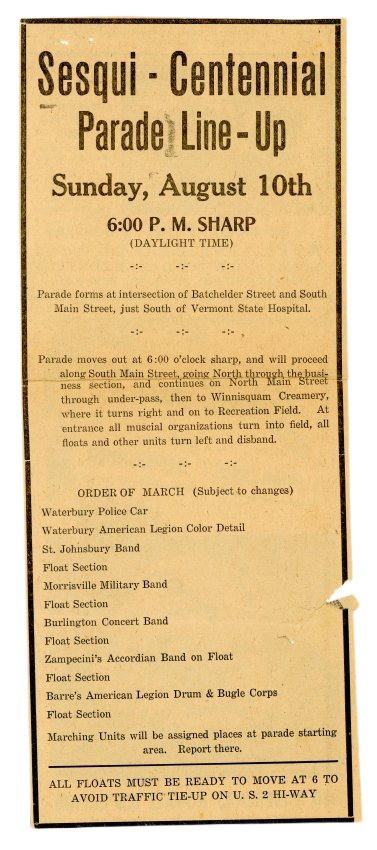 Sesqui - Centennial
Parade Line-Up
Sunday, August 10th
6:00 P. M. SHARP
(DAYLIGHT TIME)
-:- -:- -:-
Parade forms at intersection of Batchelder Street and South
Main Street, just South of Vermont State Hospital.
-:- -:- -:-
Parade moves out at 6:00 o'clock sharp, and will proceed
along South Main Street, going North through the busi-
ness section, and continues on North Main Street
through under-pass, then to Winnisquam Creamery,
where it turns right and on to Recreation Field. At
entrance all muscial organizations turn into field, all
floats and other units turn left and disband.
-:- -:- -:-
ORDER OF MARCH (Subject to changes)
Waterbury Police Car
Waterbury American Legion Color Detail
St. Johnsbury Band
Float Section
Morrisville Military Band
Float Section
Burlington Concert Band
Float Section
Zampecini's Accordian Band on Float
Float Section
Barre's American Legion Drum & Bugle Corps
Float Section
Marching Units will be assigned places at parade starting
area. Report there.
ALL FLOATS MUST BE READY TO MOVE AT 6 TO
AVOID TRAFFIC TIE-UP ON U. S. 2 HI-WAY